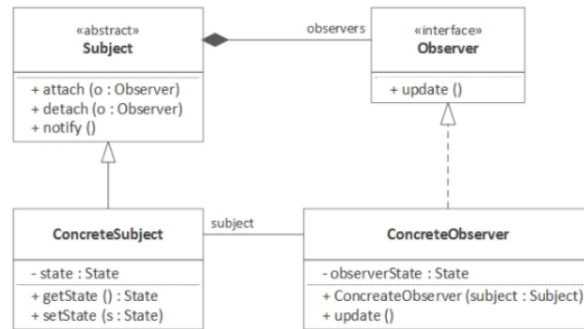 «abstract»
Subject
+ attach (o : Observer)
+ detach (o : Observer)
+ notify ()
observers
«interface»
Observer
+ update ()
ConcreteSubject
- state : State
+ getState () : State
+ setState (s : State)
subject
ConcreteObserver
- observerState : State
+ ConcreateObserver (subject : Subject)
+ update ()